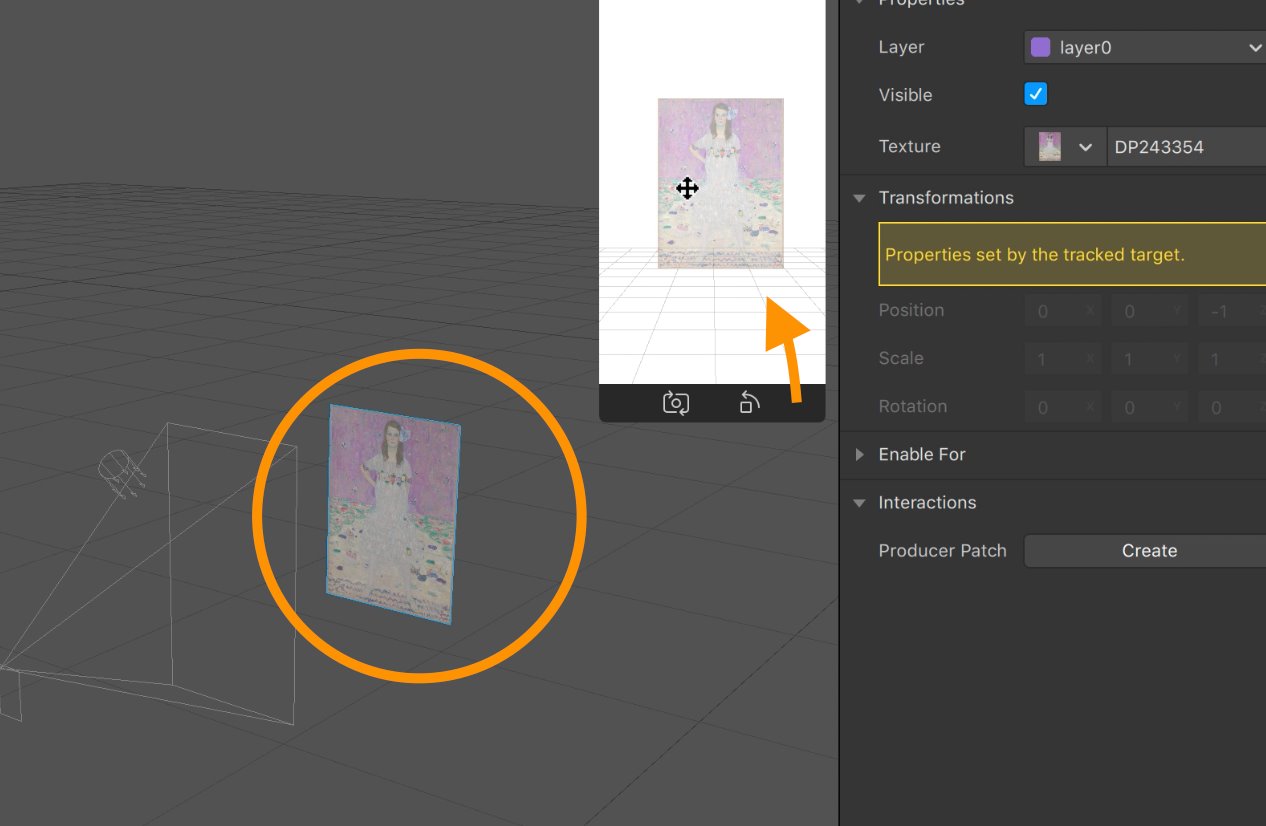 Properties
Layer
layer0
Visible
Texture
DP243354
Transformations
Properties set by the tracked target.
Position
0 X
0 Y
-1
Scale
1 X
1 Y
1
Rotation
0 X
0 Y
0
Enable For
Interactions
Producer Patch
Create